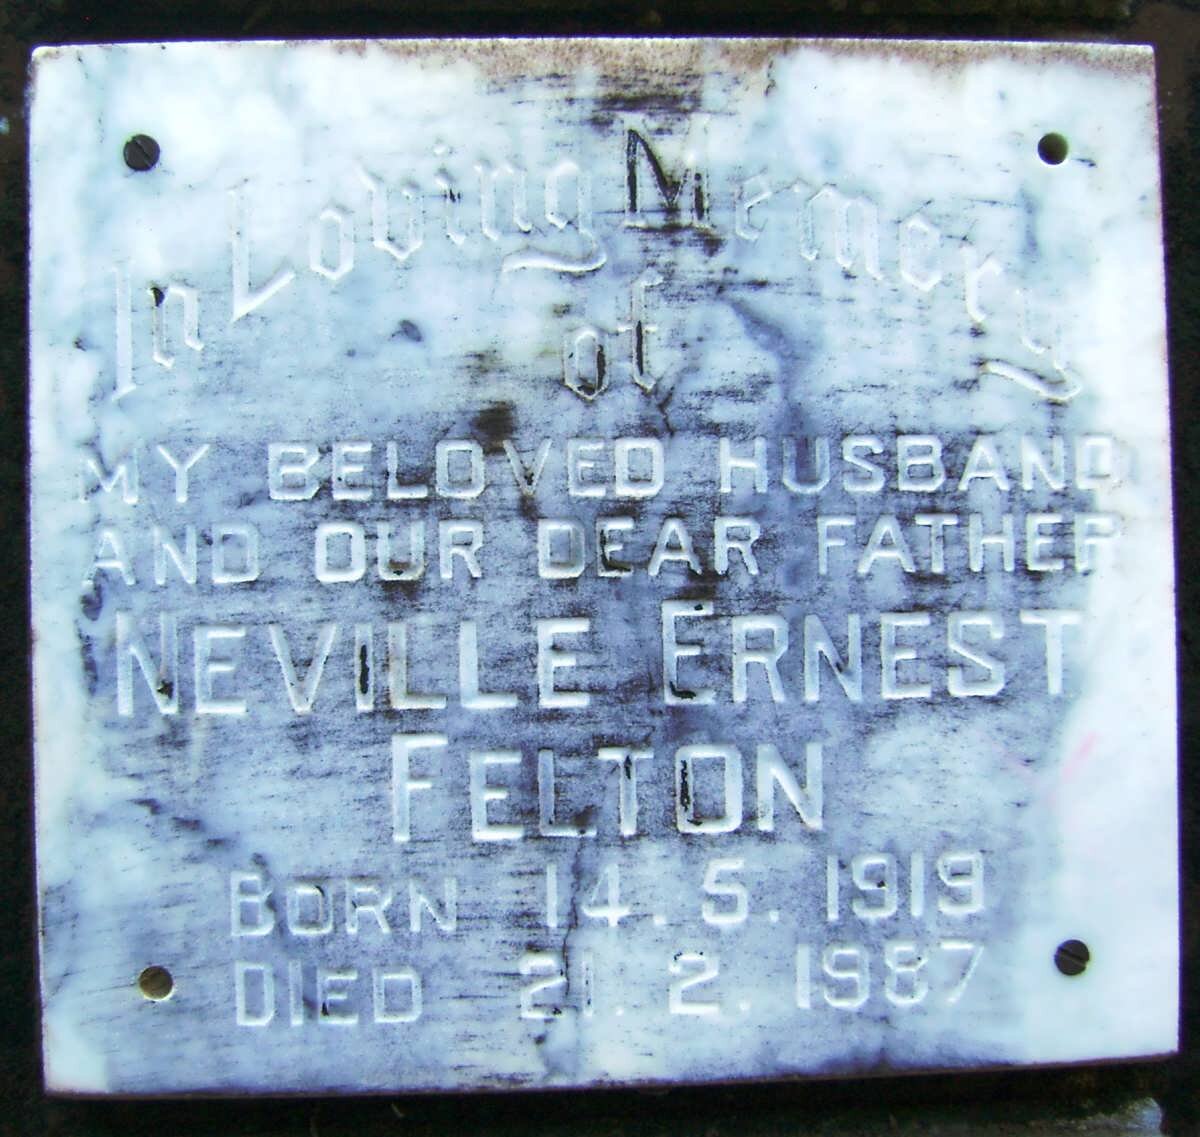 In Loving Memory
of
MY BELOVED HUSBAND
AND OUR DEAR FATHER
NEVILLE ERNEST
FELTON
BORN 14. 5. 1919
DIED 21. 2. 1987